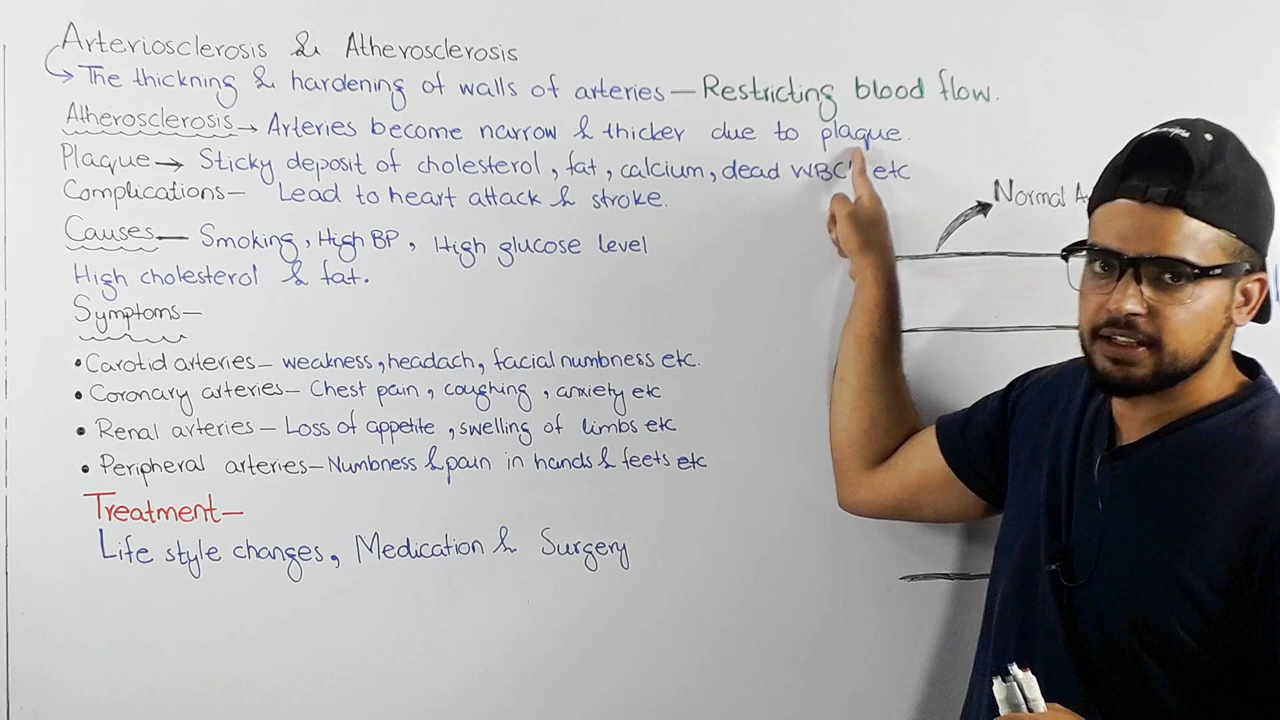 Arteriosclerosis & Atherosclerosis
The thickning & hardening of walls of arteries — Restricting blood flow.
Atherosclerosis → Arteries become narrow & thicker due to plaque.
Plaque → Sticky deposit of cholesterol, fat, calcium, dead WBC etc
Normal
Complications — Lead to heart attack & stroke.
Causes — Smoking, High BP, High glucose level
High cholesterol & fat.
Symptoms —
• Carotid arteries — weakness, headach, facial numbness etc.
• Coronary arteries — Chest pain, coughing, anxiety etc
• Renal arteries — Loss of appetite, swelling of limbs etc
• Peripheral arteries — Numbness & pain in hands & feets etc
Treatment —
Life style changes, Medication & Surgery